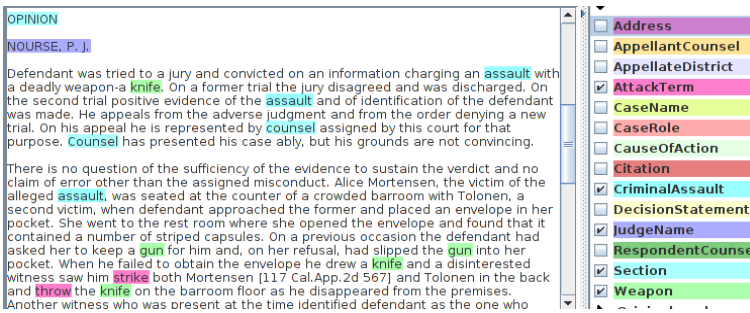 OPINION
NOURSE, P. J.
Defendant was tried to a jury and convicted on an information charging an assault with
a deadly weapon-a knife. On a former trial the jury disagreed and was discharged. On
the second trial positive evidence of the assault and of identification of the defendant
was made. He appeals from the adverse judgment and from the order denying a new
trial. On his appeal he is represented by counsel assigned by this court for that
purpose. Counsel has presented his case ably, but his grounds are not convincing.
There is no question of the sufficiency of the evidence to sustain the verdict and no
claim of error other than the assigned misconduct. Alice Mortensen, the victim of the
alleged assault, was seated at the counter of a crowded barroom with Tolonen, a
second victim, when defendant approached the former and placed an envelope in her
pocket. She went to the rest room where she opened the envelope and found that it
contained a number of striped capsules. On a previous occasion the defendant had
asked her to keep a gun for him and, on her refusal, had slipped the gun into her
pocket. When he failed to obtain the envelope he drew a knife and a disinterested
witness saw him strike both Mortensen [117 Cal.App.2d 567] and Tolonen in the back
and throw the knife on the barroom floor as he disappeared from the premises.
Another witness who was present at the time identified defendant as the one who
Address
AppellantCounsel
AppellateDistrict
AttackTerm
CaseName
CaseRole
CauseOfAction
Citation
CriminalAssault
DecisionStatement
JudgeName
RespondentCounse
Section
Weapon